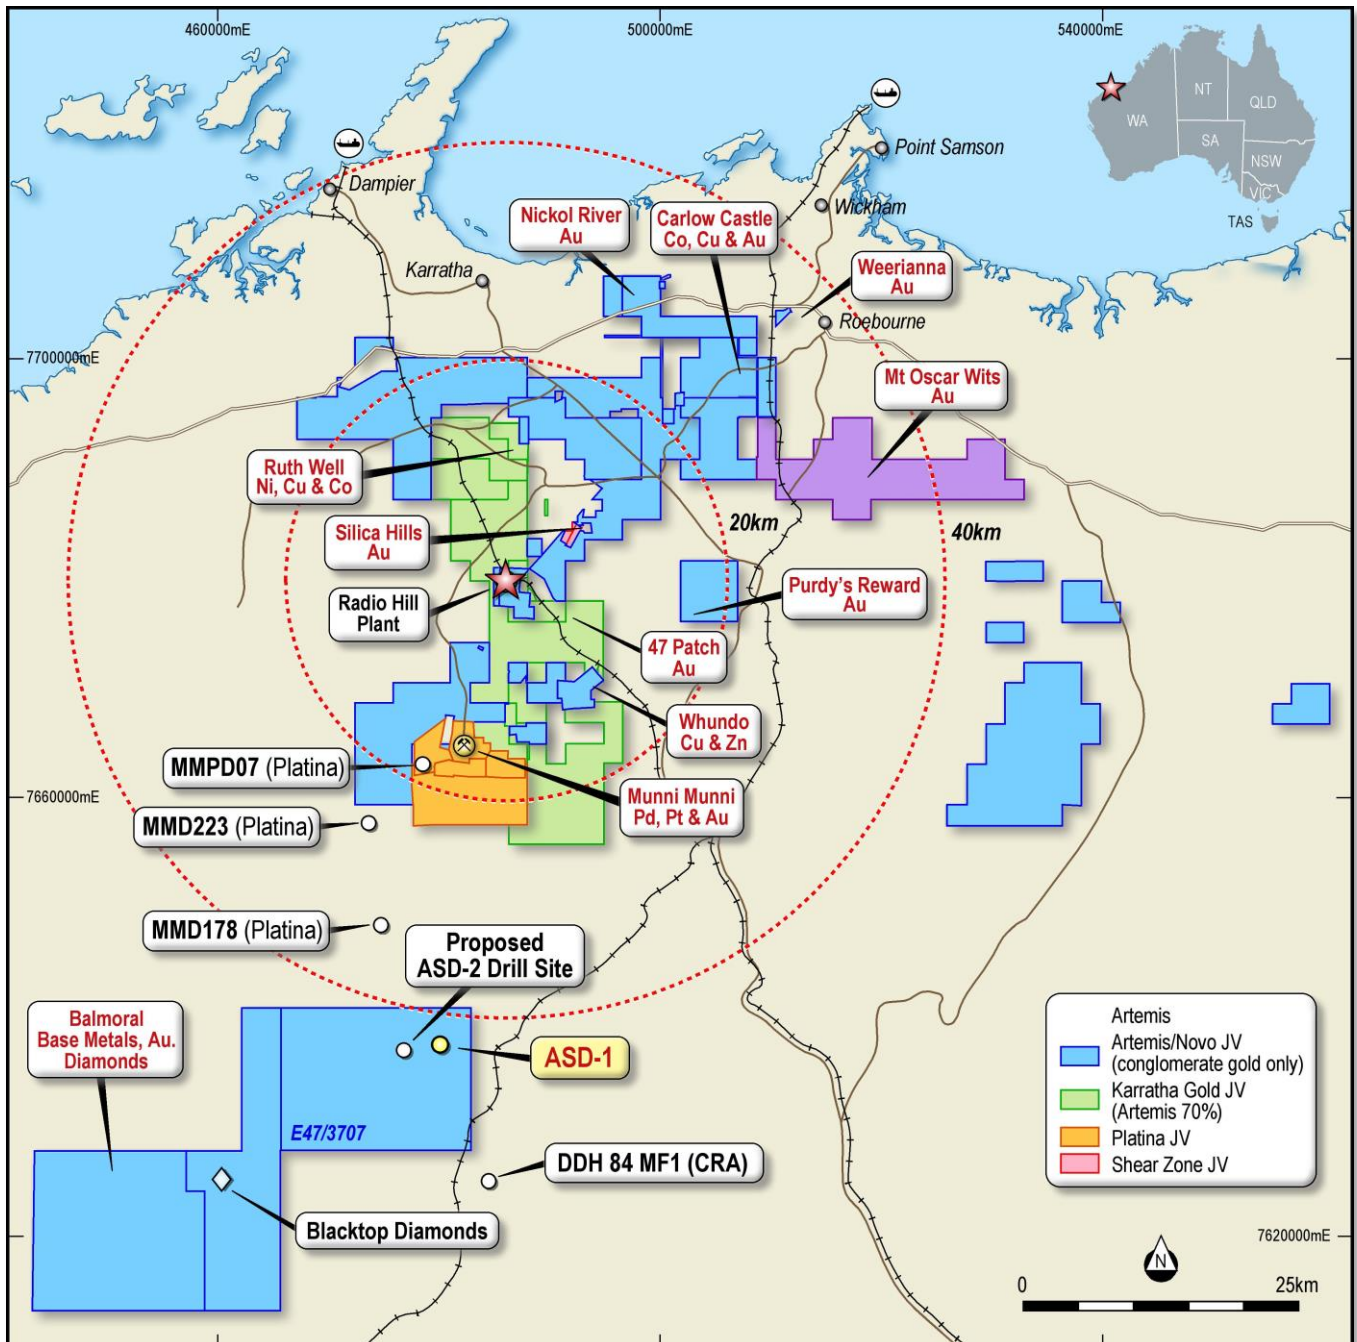 460000mE
500000mE
540000mE
NT
QLD
WA
SA
NSW
VIC
TAS
Point Samson
Dampier
Wickham
Nickol River
Au
Carlow Castle
Co, Cu & Au
Karratha
Weerianna
Au
Roebourne
7700000mE
Mt Oscar Wits
Au
Ruth Well
Ni, Cu & Co
Silica Hills
Au
20km
40km
Radio Hill
Plant
Purdy's Reward
Au
47 Patch
Au
Whundo
Cu & Zn
MMPD07 (Platina)
7660000mE
Munni Munni
Pd, Pt & Au
MMD223 (Platina)
MMD178 (Platina)
Proposed
ASD-2 Drill Site
Balmoral
Base Metals, Au.
Diamonds
ASD-1
E47/3707
DDH 84 MF1 (CRA)
Blacktop Diamonds
Artemis
Artemis/Novo JV
(conglomerate gold only)
Karratha Gold JV
(Artemis 70%)
Platina JV
Shear Zone JV
7620000mE
N
0
25km